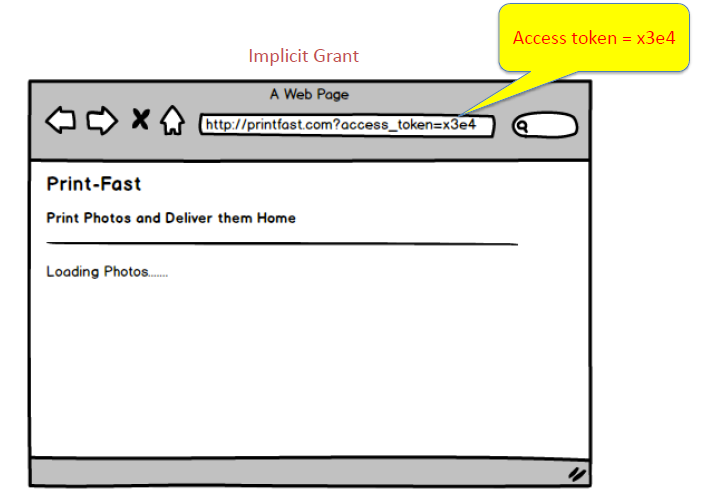 Access token = x3e4
Implicit Grant
A Web Page
http://printfast.com?access_token=x3e4
Print-Fast
Print Photos and Deliver them Home
Loading Photos.......